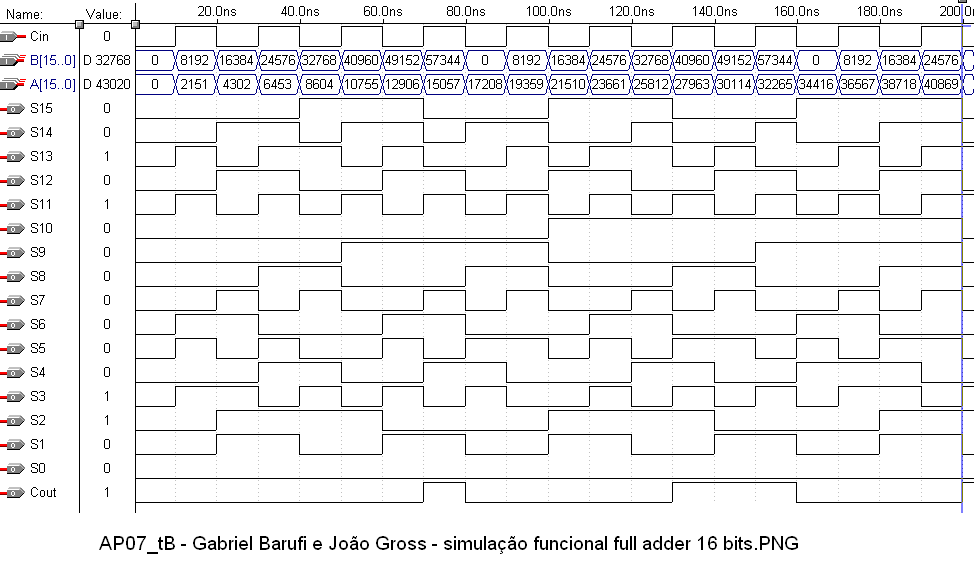 Name: Value: 20.0ns 40.0ns 60.0ns 80.0ns 100.0ns 120.0ns 140.0ns 160.0ns 180.0ns 200.0n
Cin 0
B[15..0] D 32768 0 8192 16384 24576 32768 40960 49152 57344 0 8192 16384 24576 32768 40960 49152 57344 0 8192 16384 24576
A[15..0] D 43020 0 2151 4302 6453 8604 10755 12906 15057 17208 19359 21510 23661 25812 27963 30114 32265 34416 36567 38718 40869
S15 0
S14 0
S13 1
S12 0
S11 1
S10 0
S9 0
S8 0
S7 0
S6 0
S5 0
S4 0
S3 1
S2 1
S1 0
S0 0
Cout 1
AP07_tB - Gabriel Barufi e João Gross - simulação funcional full adder 16 bits.PNG